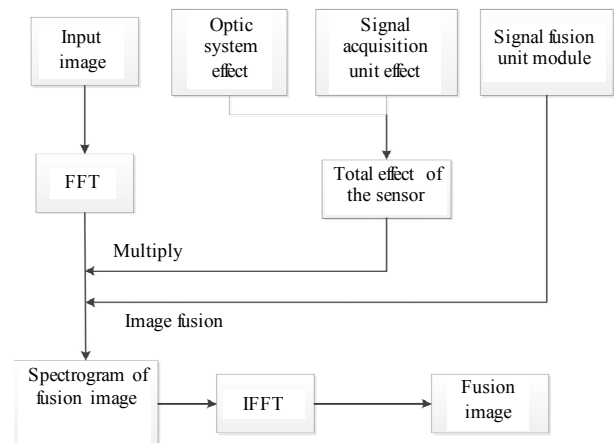 Input
image
Optic
system
effect
Signal
acquisition
unit effect
Signal fusion
unit module
FFT
Total effect of
the sensor
Multiply
Image fusion
Spectrogram of
fusion image
IFFT
Fusion
image